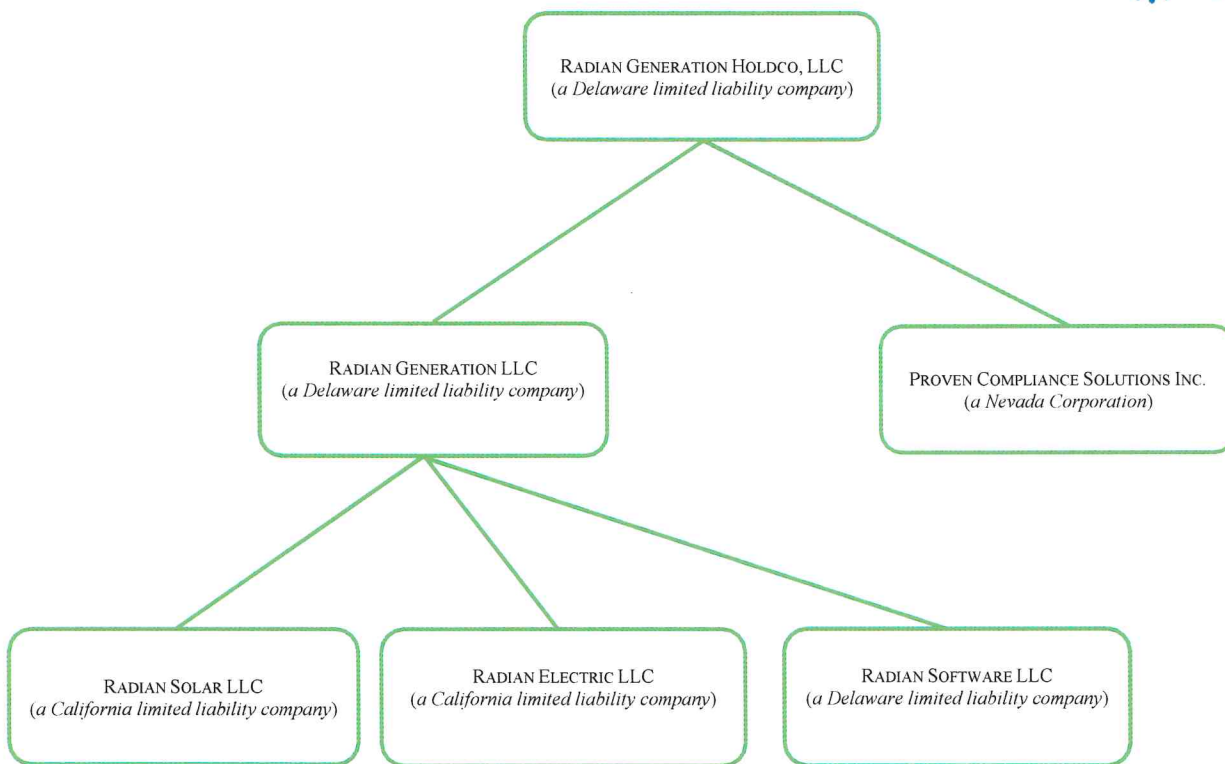 RADIAN GENERATION HOLDCO, LLC
(a Delaware limited liability company)
RADIAN GENERATION LLC
(a Delaware limited liability company)
PROVEN COMPLIANCE SOLUTIONS INC.
(a Nevada Corporation)
RADIAN SOLAR LLC
(a California limited liability company)
RADIAN ELECTRIC LLC
(a California limited liability company)
RADIAN SOFTWARE LLC
(a Delaware limited liability company)